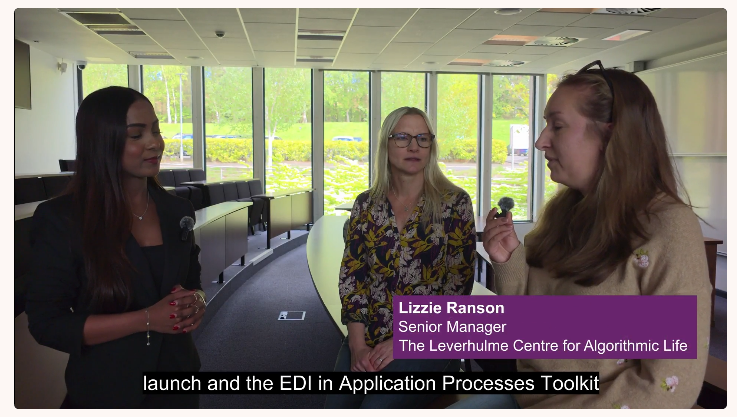 Lizzie Ranson
Senior Manager
The Leverhulme Centre for Algorithmic Life
launch and the EDI in Application Processes Toolkit